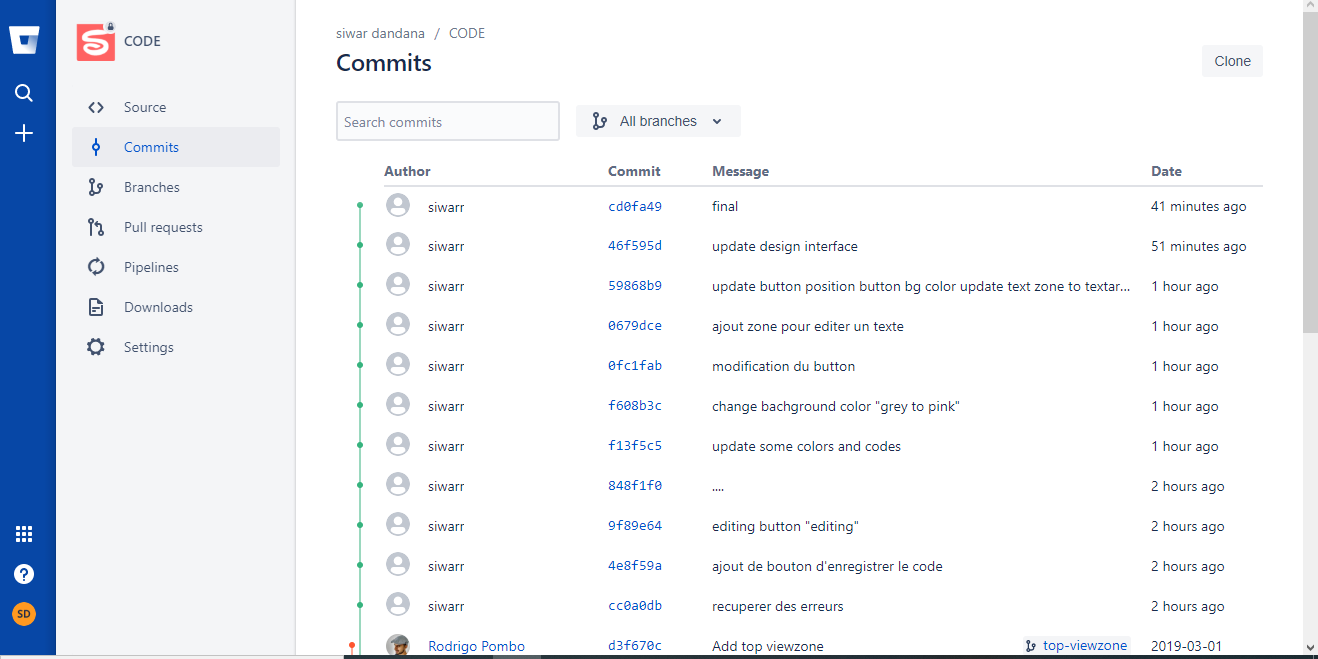 CODE
Source
Commits
Branches
Pull requests
Pipelines
Downloads
Settings
SD
siwar dandana / CODE
Commits
Clone
Search commits
All branches
Author Commit Message Date
siwarr cd0fa49 final 41 minutes ago
siwarr 46f595d update design interface 51 minutes ago
siwarr 59868b9 update button position button bg color update text zone to textar... 1 hour ago
siwarr 0679dce ajout zone pour editer un texte 1 hour ago
siwarr 0fc1fab modification du button 1 hour ago
siwarr f608b3c change bachground color "grey to pink" 1 hour ago
siwarr f13f5c5 update some colors and codes 1 hour ago
siwarr 848f1f0 .... 2 hours ago
siwarr 9f89e64 editing button "editing" 2 hours ago
siwarr 4e8f59a ajout de bouton d'enregistrer le code 2 hours ago
siwarr cc0a0db recuperer des erreurs 2 hours ago
Rodrigo Pombo d3f670c Add top viewzone top-viewzone 2019-03-01